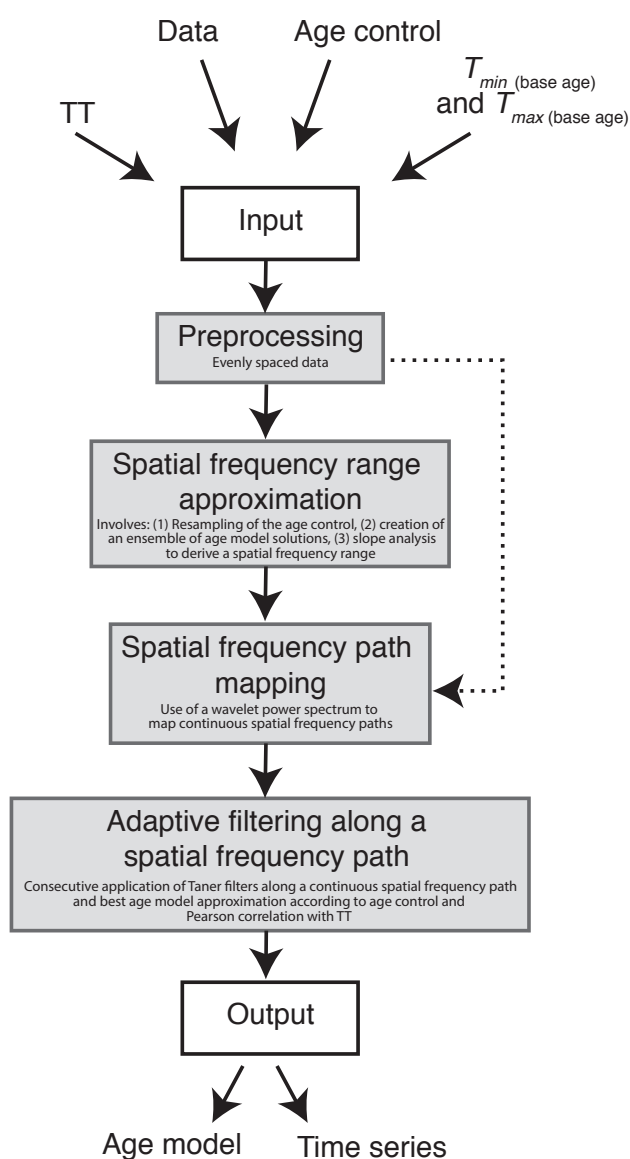 Data
Age control
TT
T min (base age)
and T max (base age)
Input
Preprocessing
Evenly spaced data
Spatial frequency range
approximation
Involves: (1) Resampling of the age control, (2) creation of
an ensemble of age model solutions, (3) slope analysis
to derive a spatial frequency range
Spatial frequency path
mapping
Use of a wavelet power spectrum to
map continuous spatial frequency paths
Adaptive filtering along a
spatial frequency path
Consecutive application of Taner filters along a continuous spatial frequency path
and best age model approximation according to age control and
Pearson correlation with TT
Output
Age model
Time series